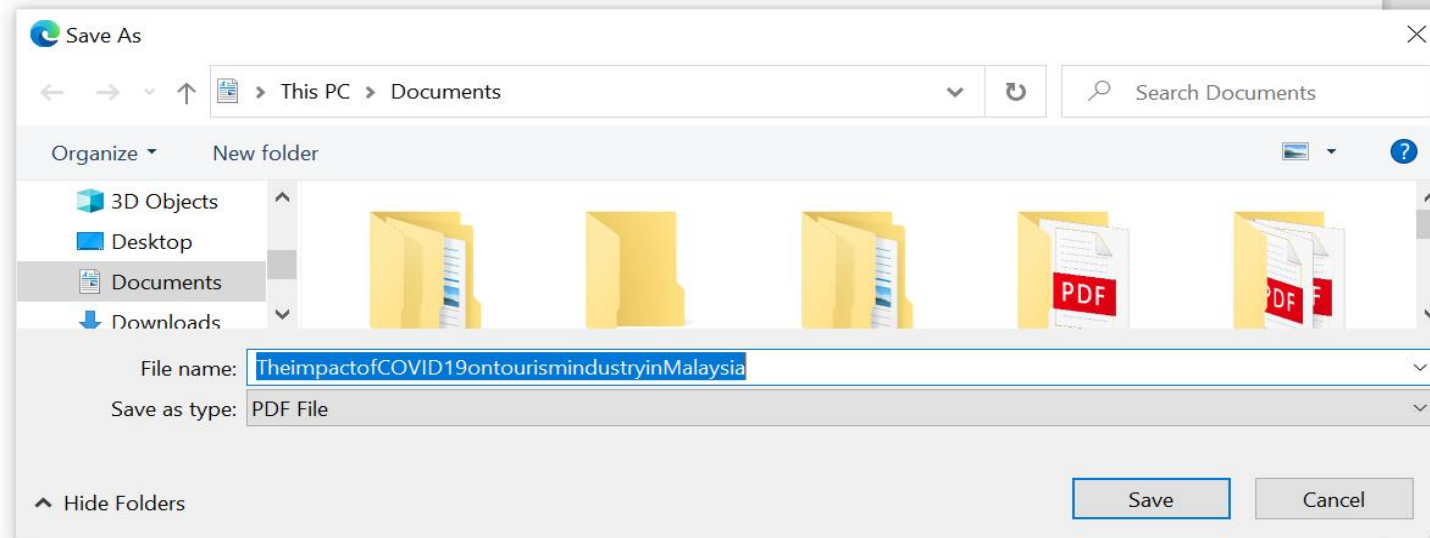 Save As
This PC > Documents
Search Documents
Organize
New folder
3D Objects
Desktop
Documents
Downloads
PDF
PDF
File name: TheimpactofCOVID19ontourismindustryinMalaysia
Save as type: PDF File
Hide Folders
Save
Cancel